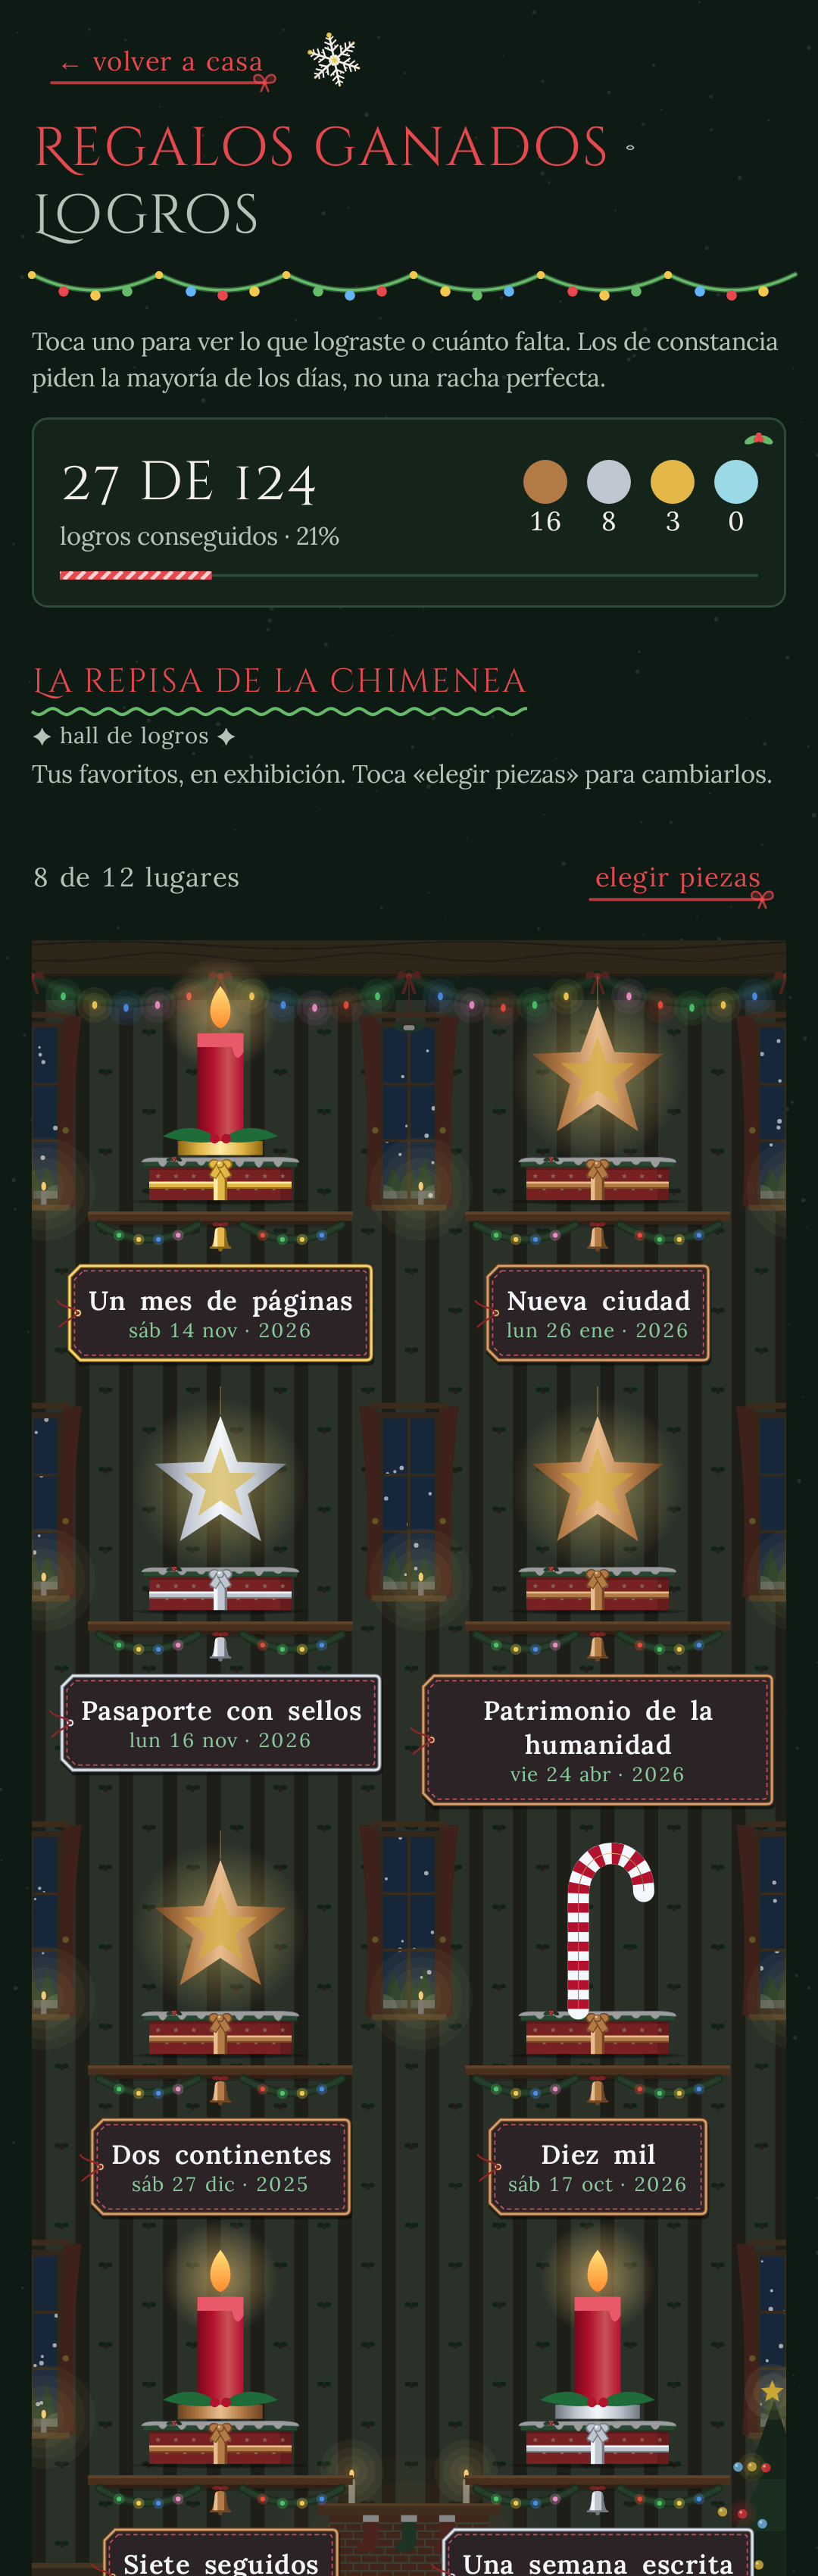 ← volver a casa
REGALOS GANADOS ·
LOGROS
Toca uno para ver lo que lograste o cuánto falta. Los de constancia
piden la mayoría de los días, no una racha perfecta.
27 DE 124
logros conseguidos · 21%
16 8 3 0
LA REPISA DE LA CHIMENEA
✦ hall de logros ✦
Tus favoritos, en exhibición. Toca «elegir piezas» para cambiarlos.
8 de 12 lugares
elegir piezas
Un mes de páginas
sáb 14 nov · 2026
Nueva ciudad
lun 26 ene · 2026
Pasaporte con sellos
lun 16 nov · 2026
Patrimonio de la
humanidad
vie 24 abr · 2026
Dos continentes
sáb 27 dic · 2025
Diez mil
sáb 17 oct · 2026
Siete seguidos
Una semana escrita